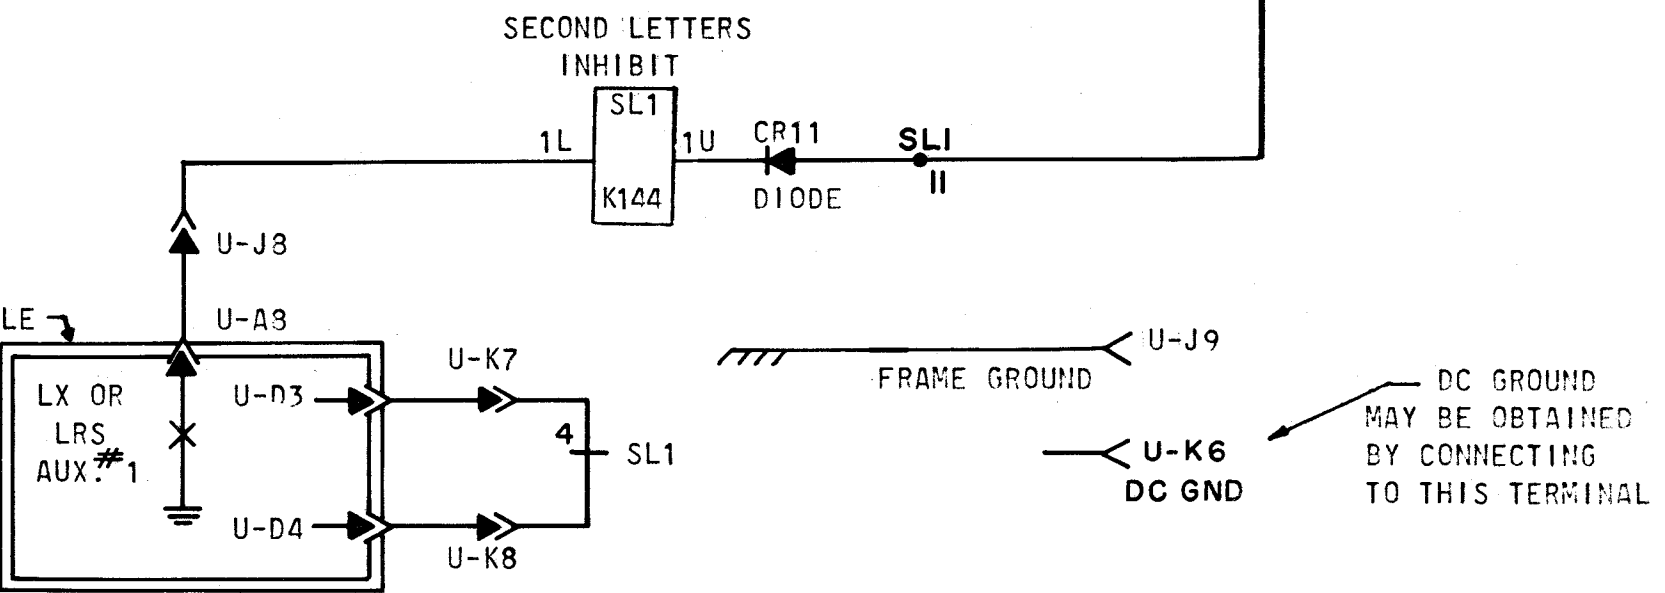 SECOND LETTERS
INHIBIT
SL1
1L
1U
CR11
SL1
11
K144
DIODE
U-J8
LE
U-A8
U-J9
U-K7
FRAME GROUND
DC GROUND
MAY BE OBTAINED
BY CONNECTING
TO THIS TERMINAL
LX OR
LRS
AUX.#1
U-D3
4
SL1
U-K6
DC GND
U-D4
U-K8